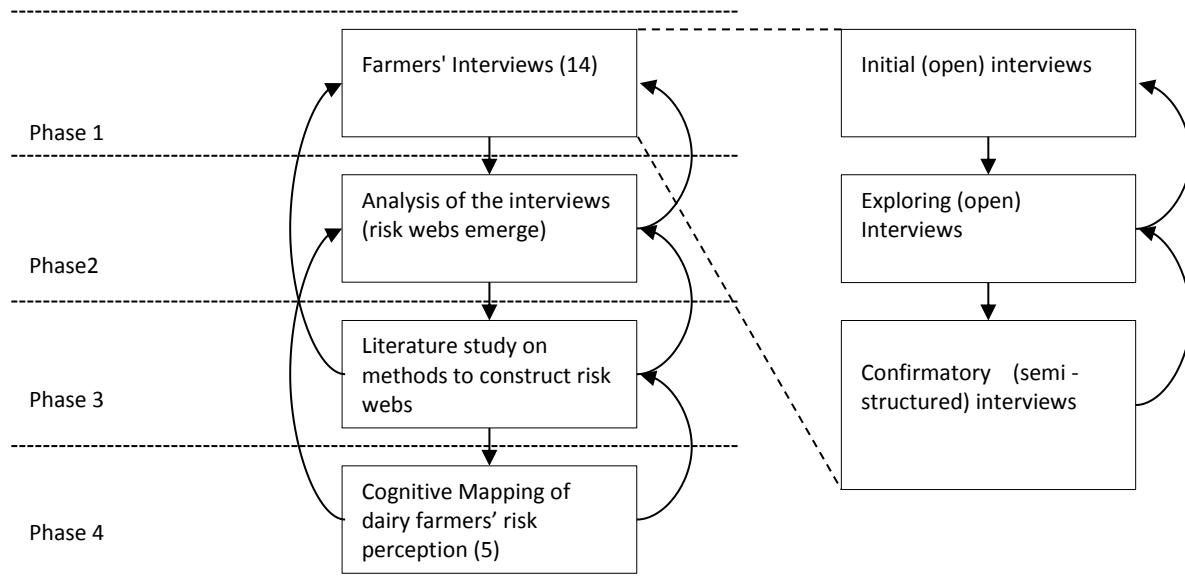 Farmers' Interviews (14)
Initial (open) interviews
Phase 1
Analysis of the interviews
(risk webs emerge)
Exploring (open)
Interviews
Phase2
Literature study on
methods to construct risk
webs
Confirmatory (semi -
structured) interviews
Phase 3
Cognitive Mapping of
dairy farmers’ risk
perception (5)
Phase 4